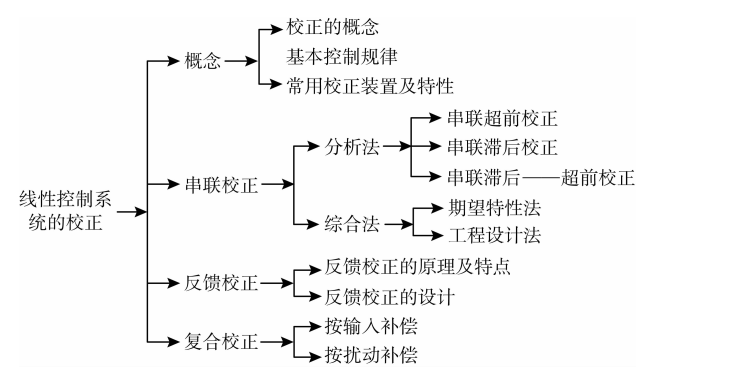 线性控制系
统的校正
概念
校正的概念
基本控制规律
常用校正装置及特性
串联校正
分析法
串联超前校正
串联滞后校正
串联滞后——超前校正
综合法
期望特性法
工程设计法
反馈校正
反馈校正的原理及特点
反馈校正的设计
复合校正
按输入补偿
按扰动补偿